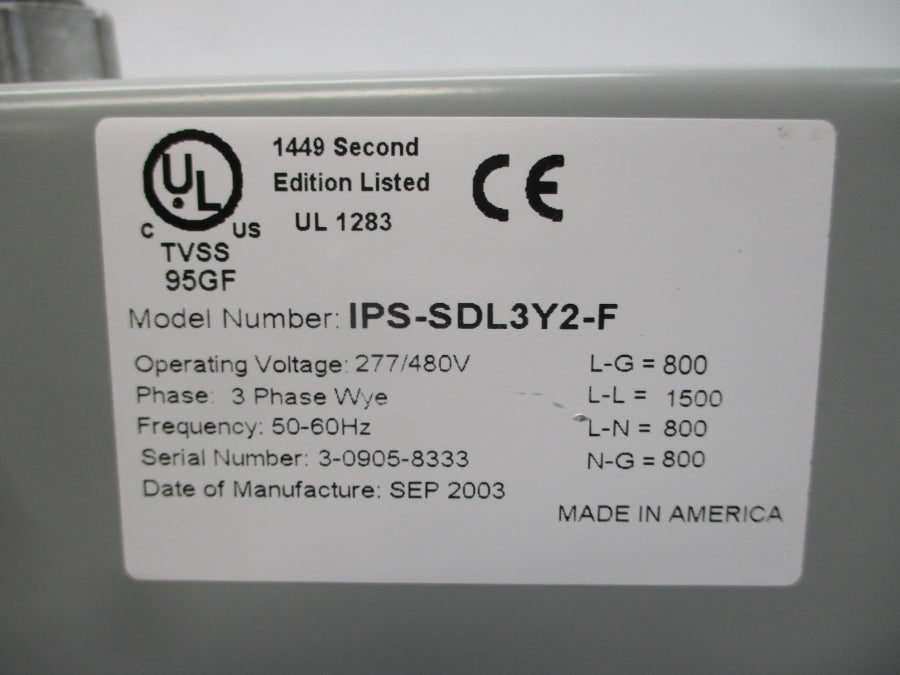 UL
C US
TVSS
95GF
1449 Second
Edition Listed
UL 1283
CE
Model Number: IPS-SDL3Y2-F
Operating Voltage: 277/480V
Phase: 3 Phase Wye
Frequency: 50-60Hz
Serial Number: 3-0905-8333
Date of Manufacture: SEP 2003
L-G = 800
L-L = 1500
L-N = 800
N-G = 800
MADE IN AMERICA